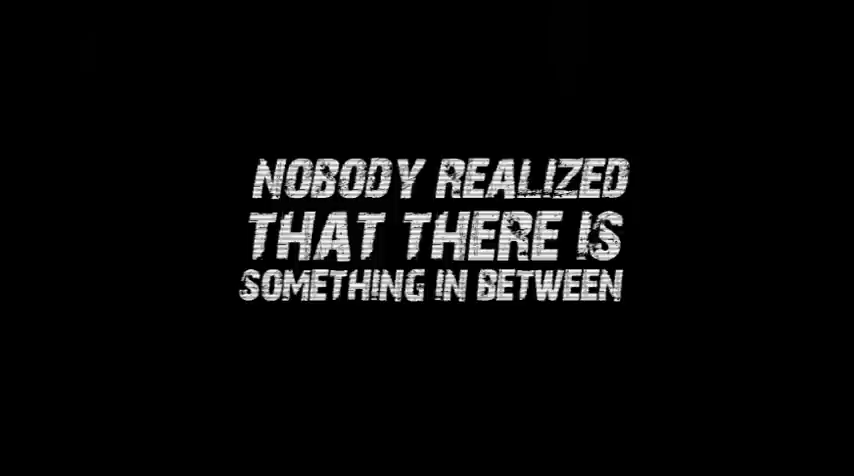 NOBODY REALIZED
THAT THERE IS
SOMETHING IN BETWEEN